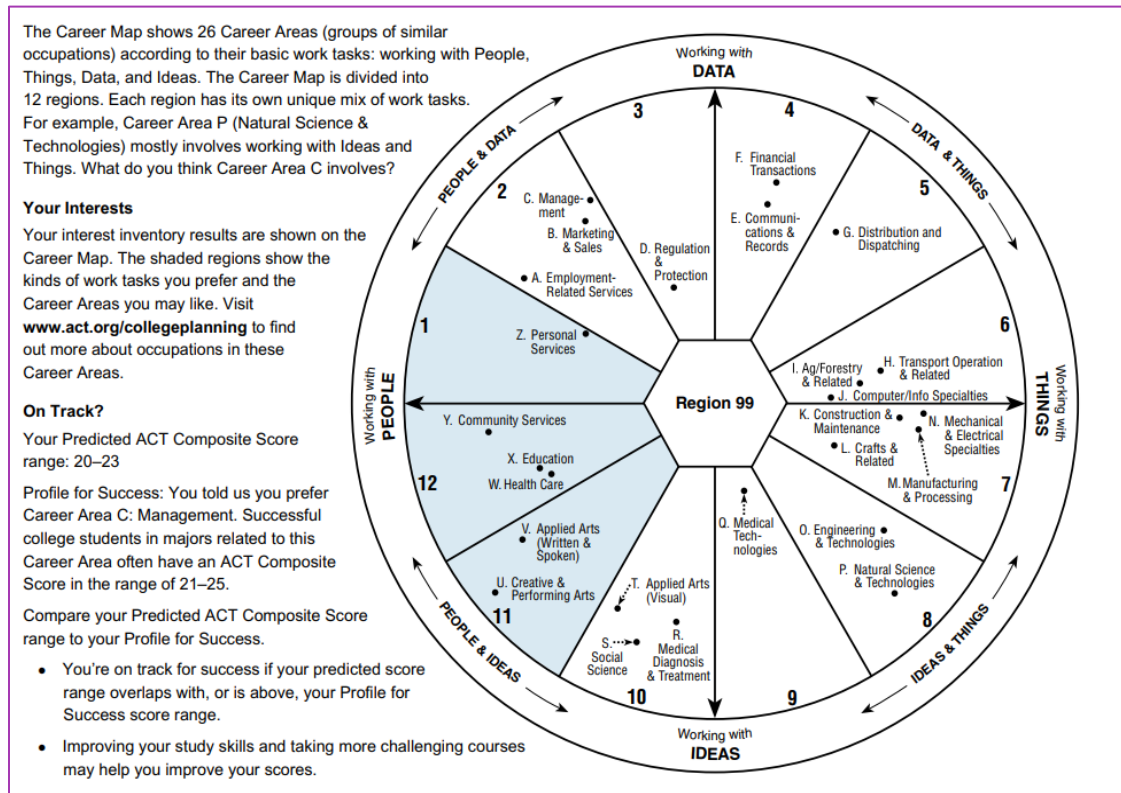 The Career Map shows 26 Career Areas (groups of similar
occupations) according to their basic work tasks: working with People,
Things, Data, and Ideas. The Career Map is divided into
12 regions. Each region has its own unique mix of work tasks.
For example, Career Area P (Natural Science &
Technologies) mostly involves working with Ideas and
Things. What do you think Career Area C involves?
Your Interests
Your interest inventory results are shown on the
Career Map. The shaded regions show the
kinds of work tasks you prefer and the
Career Areas you may like. Visit
www.act.org/collegeplanning to find
out more about occupations in these
Career Areas.
On Track?
Your Predicted ACT Composite Score
range: 20–23
Profile for Success: You told us you prefer
Career Area C: Management. Successful
college students in majors related to this
Career Area often have an ACT Composite
Score in the range of 21–25.
Compare your Predicted ACT Composite Score
range to your Profile for Success.
• You're on track for success if your predicted score
range overlaps with, or is above, your Profile for
Success score range.
• Improving your study skills and taking more challenging courses
may help you improve your scores.
Working with
DATA
PEOPLE & DATA
DATA & THINGS
3
4
2
5
1
6
12
7
11
8
10
9
F. Financial
Transactions
E. Communi-
cations &
Records
C. Manage-
ment
B. Marketing
& Sales
D. Regulation
&
Protection
G. Distribution and
Dispatching
A. Employment-
Related Services
Z. Personal
Services
Working with
PEOPLE
Region 99
H. Transport Operation
& Related
I. Ag/Forestry
& Related
J. Computer/Info Specialties
Working with
THINGS
K. Construction &
Maintenance
N. Mechanical
& Electrical
Specialties
L. Crafts &
Related
M. Manufacturing
& Processing
Y. Community Services
X. Education
W. Health Care
V. Applied Arts
(Written &
Spoken)
U. Creative &
Performing Arts
Q. Medical
Tech-
nologies
O. Engineering
& Technologies
P. Natural Science
& Technologies
T. Applied Arts
(Visual)
S.
Social
Science
R.
Medical
Diagnosis
& Treatment
PEOPLE & IDEAS
IDEAS & THINGS
Working with
IDEAS